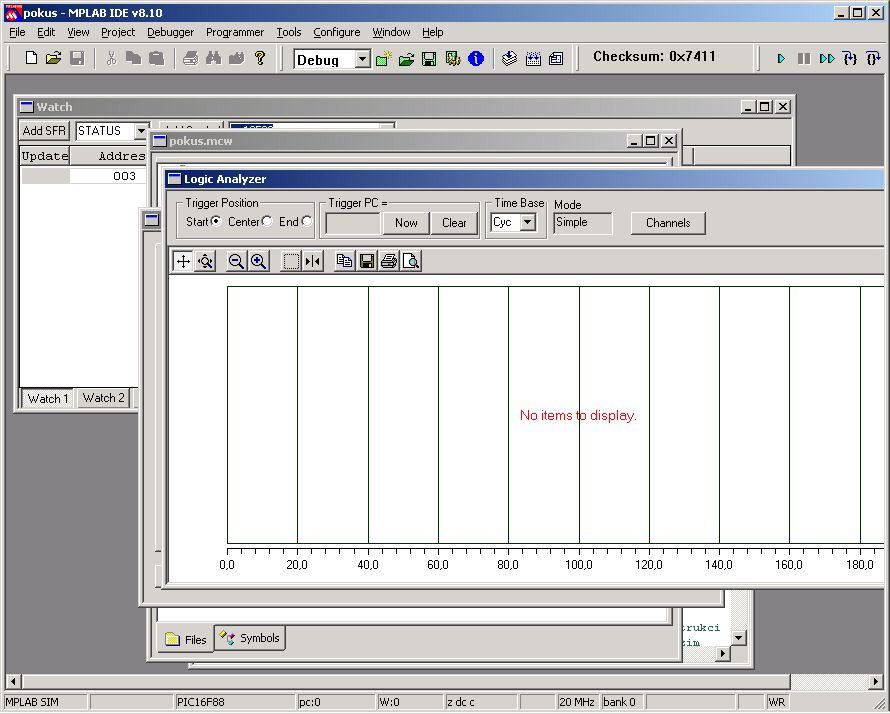 pokus - MPLAB IDE v8.10
File Edit View Project Debugger Programmer Tools Configure Window Help
Debug Checksum: 0x7411
Watch
Add SFR STATUS
Update Addres
003
Watch 1 Watch 2
pokus.mcw
Logic Analyzer
Trigger Position Trigger PC = Time Base Mode
Start Center End Now Clear Cyc Simple Channels
No items to display.
0,0 20,0 40,0 60,0 80,0 100,0 120,0 140,0 160,0 180,0
Files Symbols
rukci
zim
MPLAB SIM PIC16F88 pc:0 W:0 z dc c 20 MHz bank 0 WR